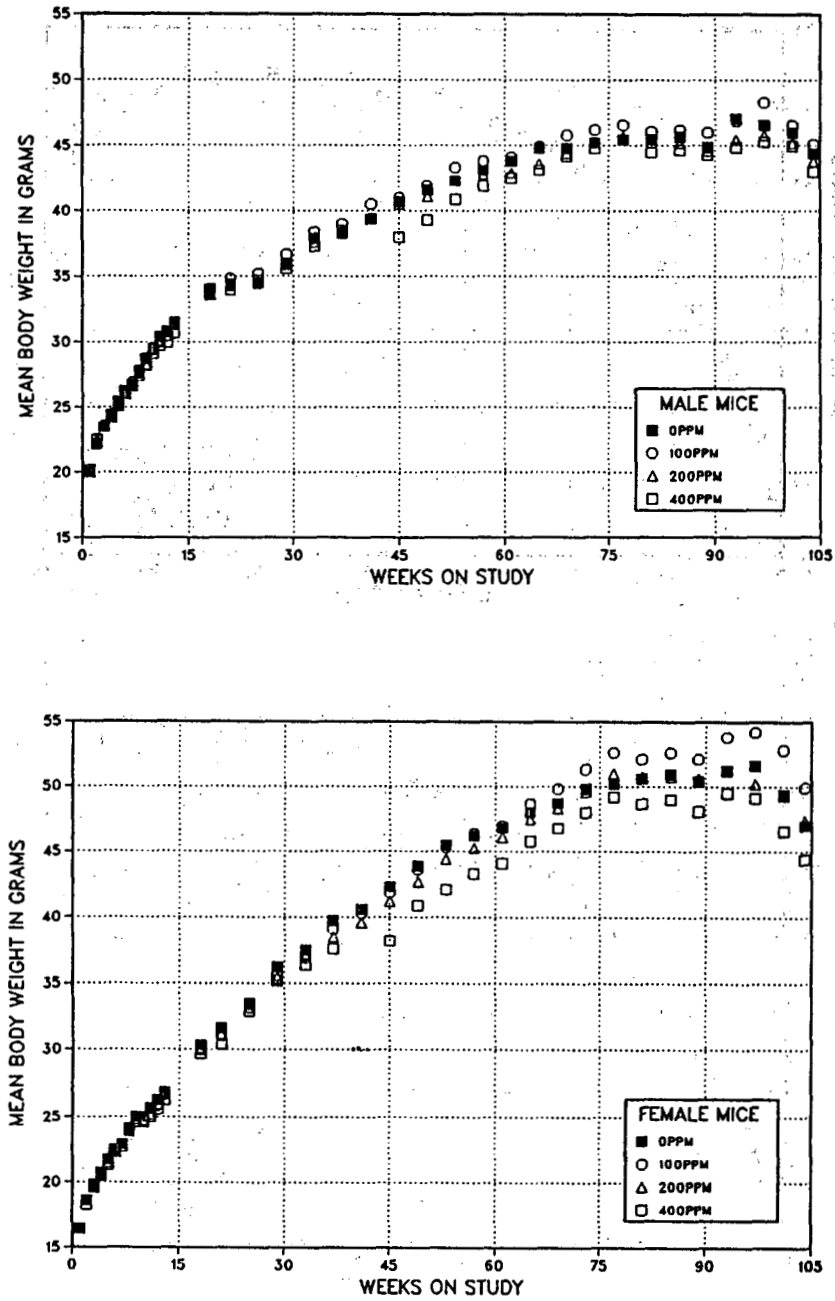 55
50
45
40
35
30
25
20
15
MEAN BODY WEIGHT IN GRAMS
MALE MICE
0PPM
100PPM
200PPM
400PPM
0 15 30 45 60 75 90 105
WEEKS ON STUDY
55
50
45
40
35
30
25
20
15
MEAN BODY WEIGHT IN GRAMS
FEMALE MICE
0PPM
100PPM
200PPM
400PPM
0 15 30 45 60 75 90 105
WEEKS ON STUDY